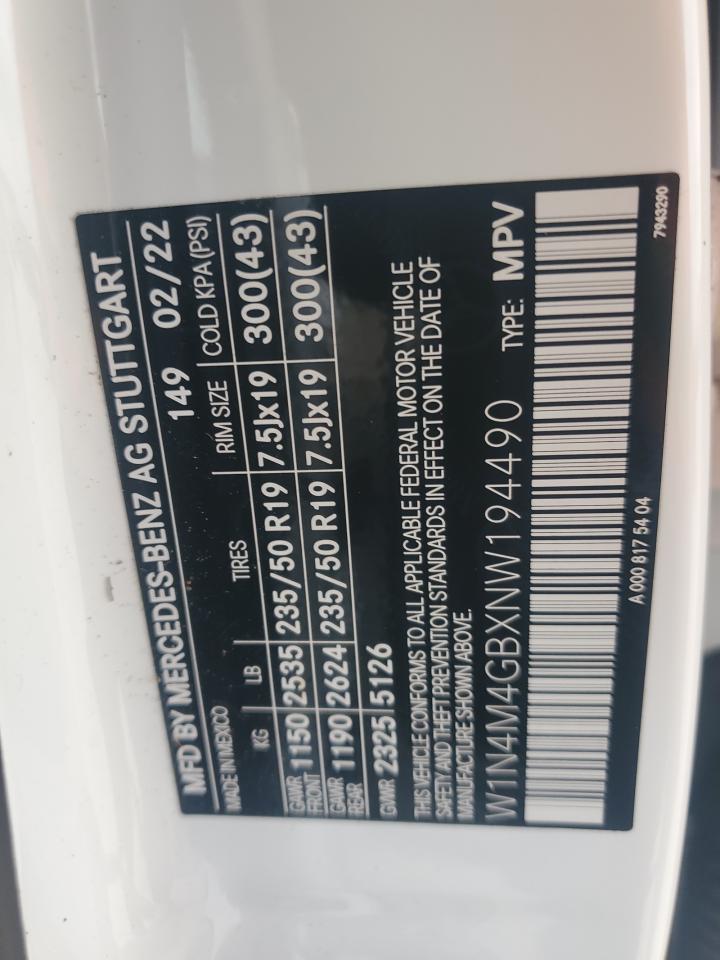 MFD BY MERCEDES-BENZ AG STUTTGART
MADE IN MEXICO 149 02/22
KG LB TIRES RIM SIZE COLD KPA(PSI)
GAWR FRONT 1150 2535 235/50 R19 7.5Jx19 300(43)
GAWR REAR 1190 2624 235/50 R19 7.5Jx19 300(43)
GVWR 2325 5126
THIS VEHICLE CONFORMS TO ALL APPLICABLE FEDERAL MOTOR VEHICLE
SAFETY AND THEFT PREVENTION STANDARDS IN EFFECT ON THE DATE OF
MANUFACTURE SHOWN ABOVE.
W1N4M4GBXNW194490 TYPE: MPV
A 000 817 54 04 7943290